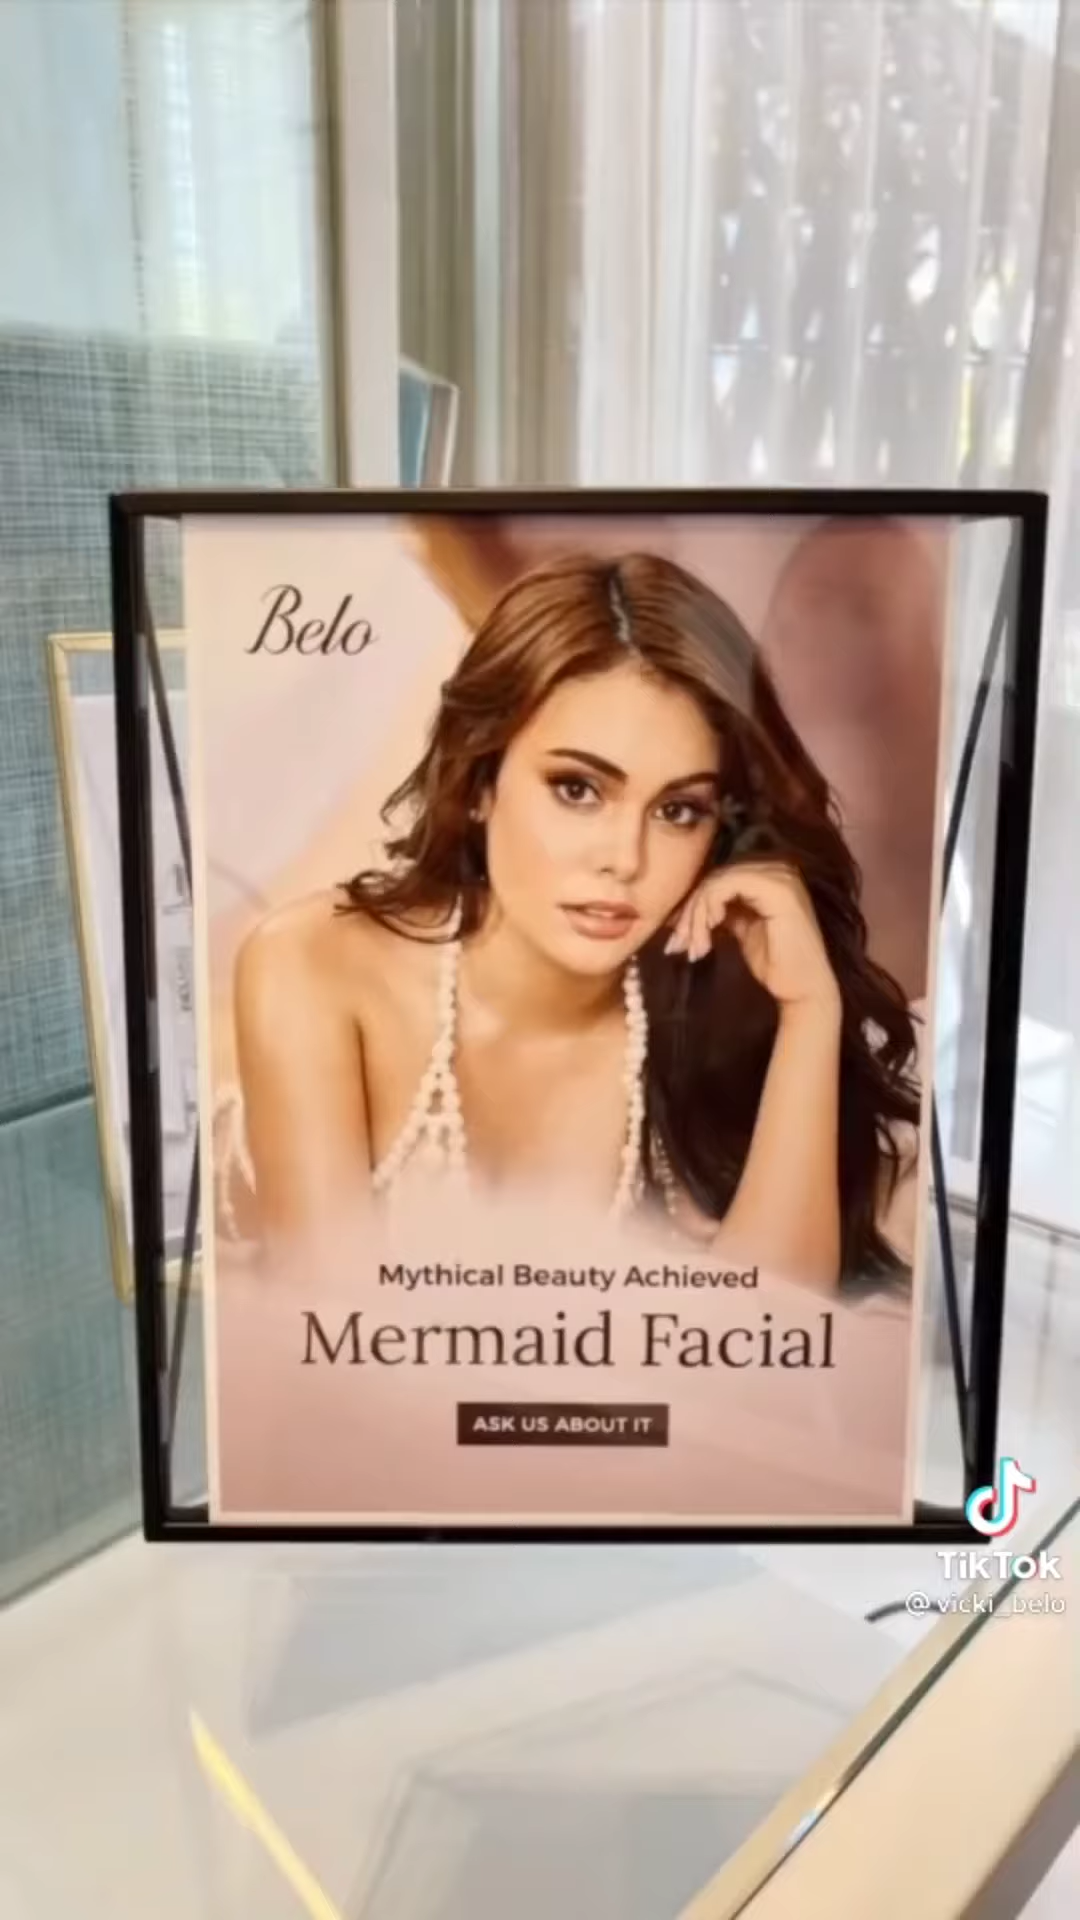 Belo
Mythical Beauty Achieved
Mermaid Facial
ASK US ABOUT IT
TikTok
@vicki_belo